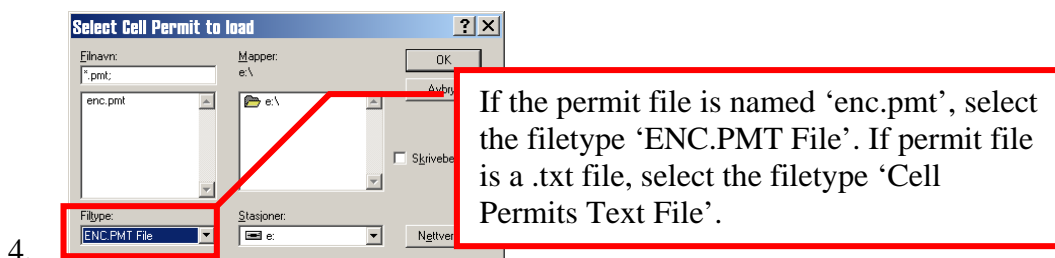 Select Cell Permit to load
Filnavn:
*.pmt;
enc.pmt
Mapper:
e:\
e:\
OK
If the permit file is named ‘enc.pmt’, select
the filetype ‘ENC.PMT File’. If permit file
is a .txt file, select the filetype ‘Cell
Permits Text File’.
Filtype:
ENC.PMT File
Stasjoner:
e:
4.